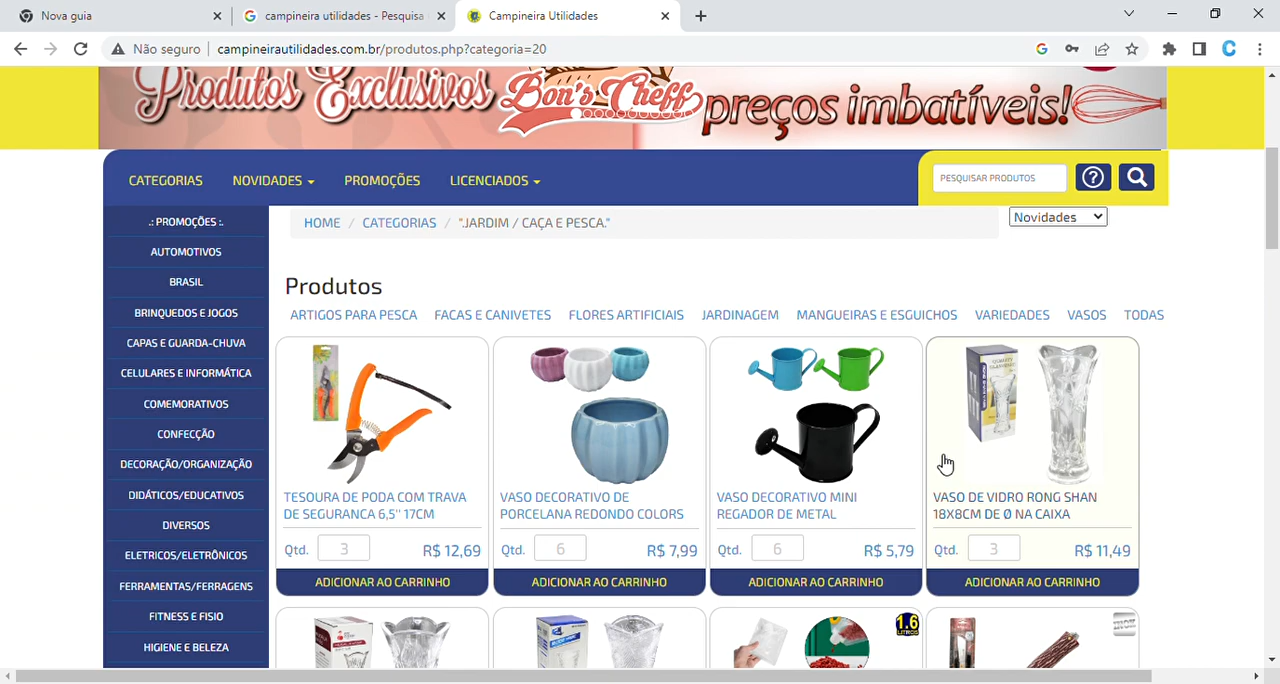 Nova guia
campineira utilidades - Pesquisa
Campineira Utilidades
Não seguro
campineirautilidades.com.br/produtos.php?categoria=20
Produtos Exclusivos Bon's Cheff preços imbatíveis!
CATEGORIAS
NOVIDADES
PROMOÇÕES
LICENCIADOS
PESQUISAR PRODUTOS
.: PROMOÇÕES :.
AUTOMOTIVOS
BRASIL
BRINQUEDOS E JOGOS
CAPAS E GUARDA-CHUVA
CELULARES E INFORMÁTICA
COMEMORATIVOS
CONFECÇÃO
DECORAÇÃO/ORGANIZAÇÃO
DIDÁTICOS/EDUCATIVOS
DIVERSOS
ELETRICOS/ELETRÔNICOS
FERRAMENTAS/FERRAGENS
FITNESS E FISIO
HIGIENE E BELEZA
HOME / CATEGORIAS / ".JARDIM / CAÇA E PESCA."
Novidades
Produtos
ARTIGOS PARA PESCA
FACAS E CANIVETES
FLORES ARTIFICIAIS
JARDINAGEM
MANGUEIRAS E ESGUICHOS
VARIEDADES
VASOS
TODAS
TESOURA DE PODA COM TRAVA
DE SEGURANCA 6,5'' 17CM
Qtd. 3 R$ 12,69
ADICIONAR AO CARRINHO
VASO DECORATIVO DE
PORCELANA REDONDO COLORS
Qtd. 6 R$ 7,99
ADICIONAR AO CARRINHO
VASO DECORATIVO MINI
REGADOR DE METAL
Qtd. 6 R$ 5,79
ADICIONAR AO CARRINHO
VASO DE VIDRO RONG SHAN
18X8CM DE Ø NA CAIXA
Qtd. 3 R$ 11,49
ADICIONAR AO CARRINHO
1.6
LITROS
INOX